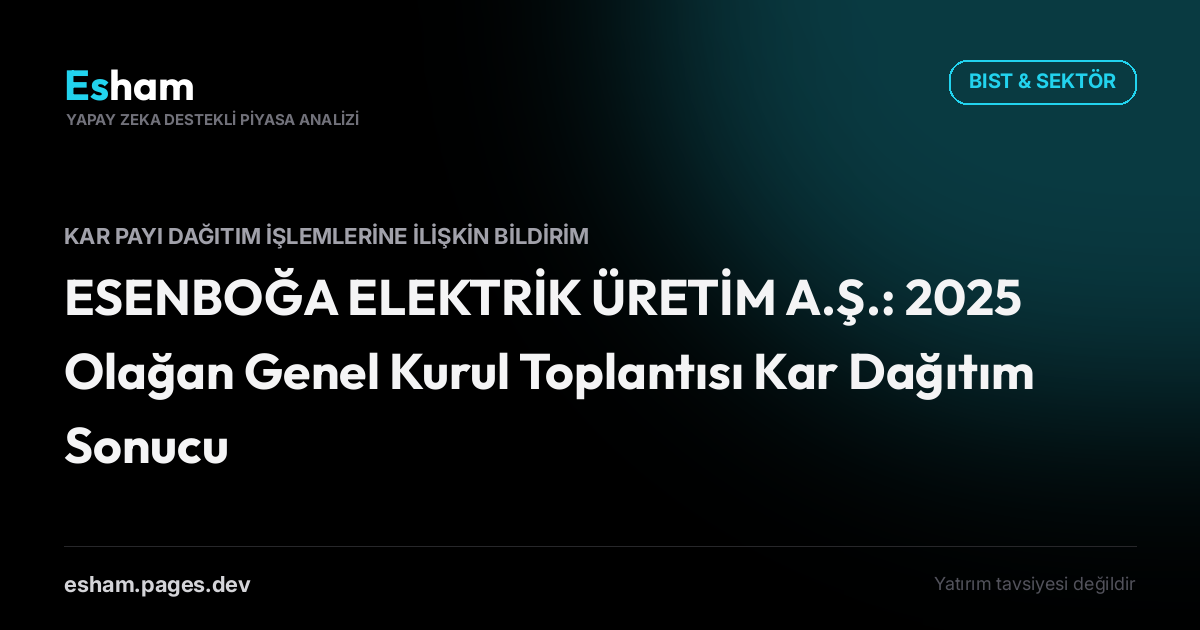 Esham
YAPAY ZEKA DESTEKLİ PİYASA ANALİZİ
BIST & SEKTÖR
KAR PAYI DAĞITIM İŞLEMLERİNE İLİŞKİN BİLDİRİM
ESENBOĞA ELEKTRİK ÜRETİM A.Ş.: 2025
Olağan Genel Kurul Toplantısı Kar Dağıtım
Sonucu
esham.pages.dev
Yatırım tavsiyesi değildir